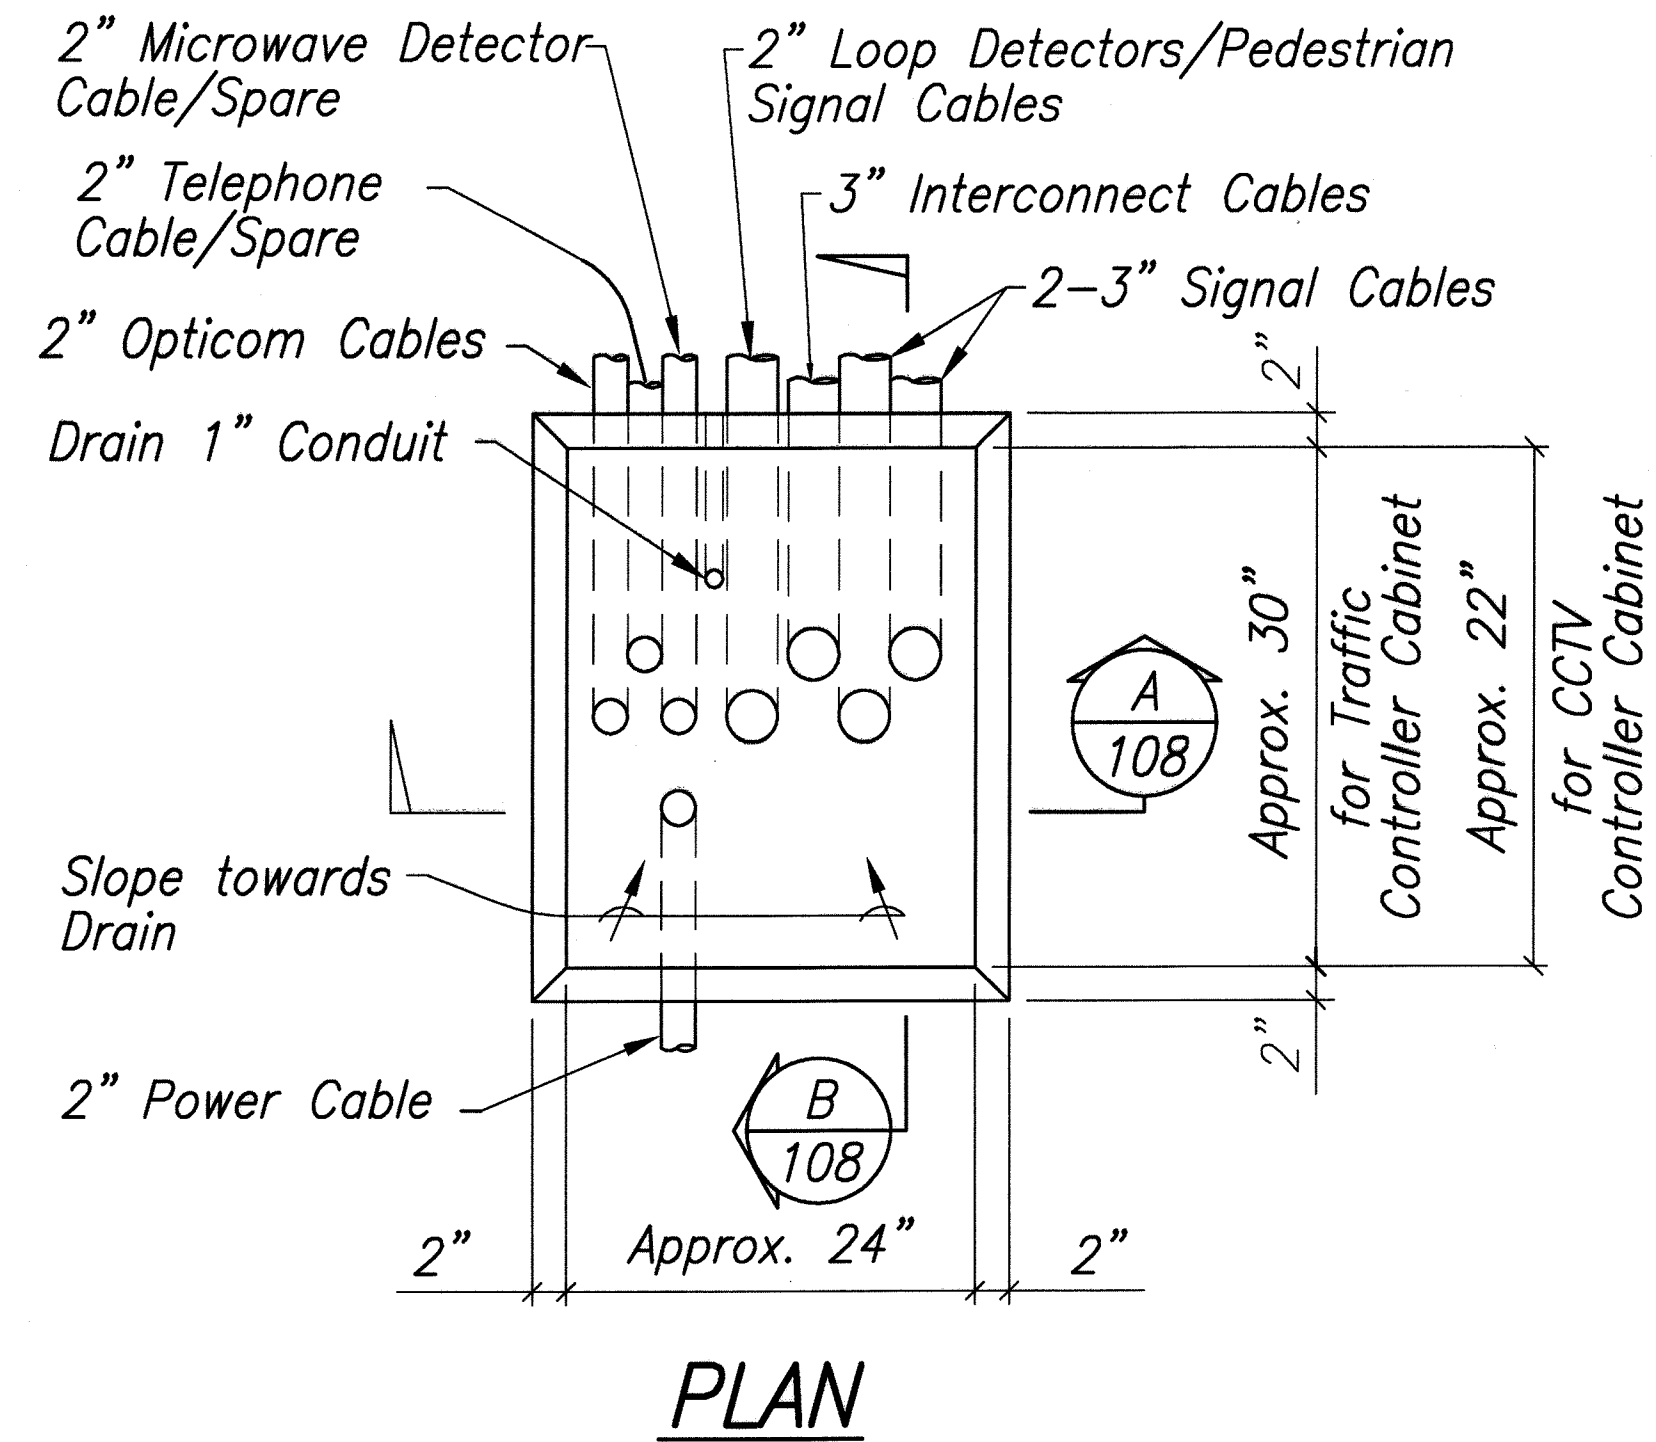 2" Microwave Detector
Cable/Spare
2" Loop Detectors/Pedestrian
Signal Cables
2" Telephone
Cable/Spare
3" Interconnect Cables
2-3" Signal Cables
2" Opticom Cables
Drain 1" Conduit
2"
Approx. 30"
for Traffic
Controller Cabinet
Approx. 22"
for CCTV
Controller Cabinet
A
108
Slope towards
Drain
2"
2" Power Cable
B
108
2"
Approx. 24"
2"
PLAN